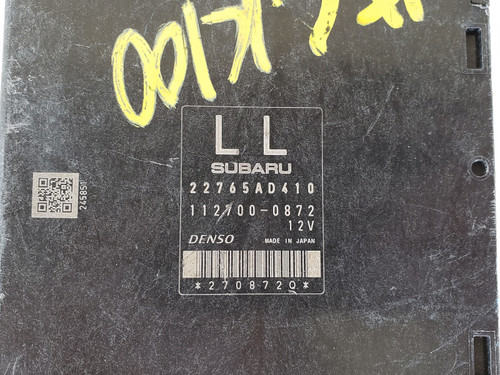 LL
SUBARU
22765AD410
112700-0872
12V
DENSO MADE IN JAPAN
*270872Q*